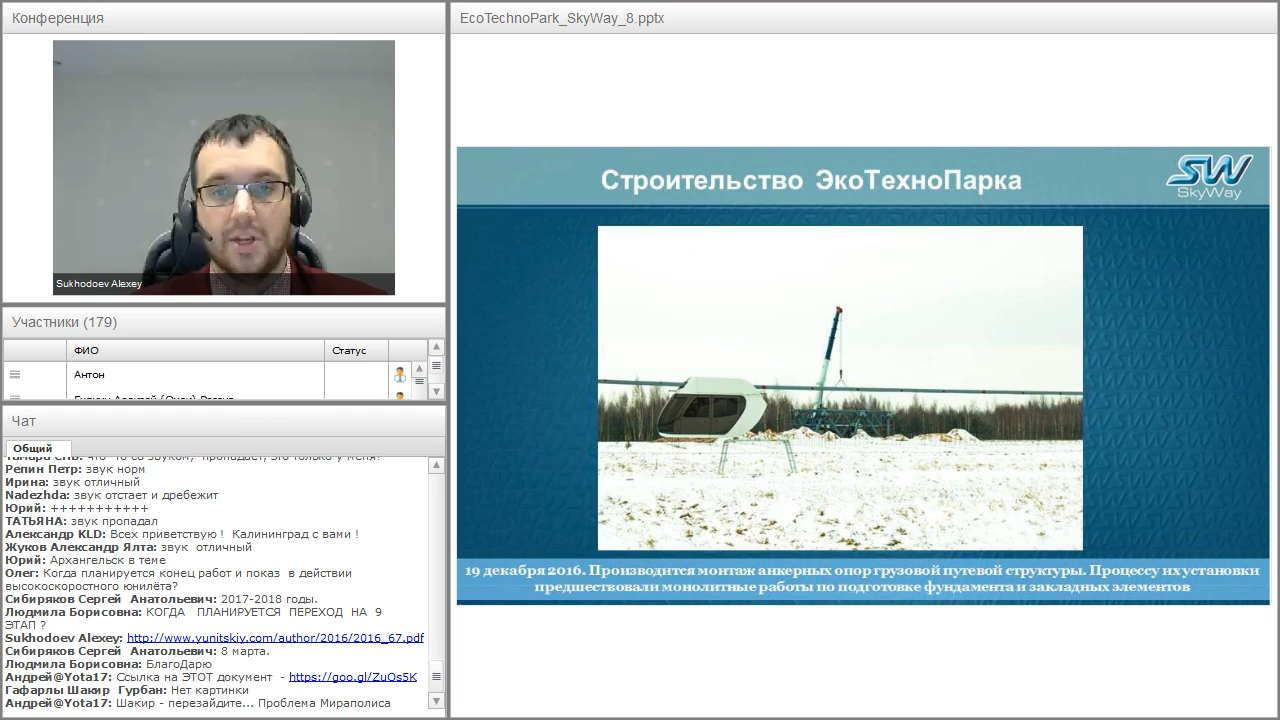 Конференция
Sukhodoev Alexey
Участники (179)
ФИО
Статус
Антон
Чат
Общий
звуком, пропадает, это только у меня?
Репин Петр: звук норм
Ирина: звук отличный
Nadezhda: звук отстает и дребежит
Юрий: +++++++++++
ТАТЬЯНА: звук пропадал
Александр KLD: Всех приветствую ! Калининград с вами !
Жуков Александр Ялта: звук отличный
Юрий: Архангельск в теме
Олег: Когда планируется конец работ и показ в действии
высокоскоростного юнилёта?
Сибиряков Сергей Анатольевич: 2017-2018 годы.
Людмила Борисовна: КОГДА ПЛАНИРУЕТСЯ ПЕРЕХОД НА 9
ЭТАП ?
Sukhodoev Alexey: http://www.yunitskiy.com/author/2016/2016_67.pdf
Сибиряков Сергей Анатольевич: 8 марта.
Людмила Борисовна: БлагоДарю
Андрей@Yota17: Ссылка на ЭТОТ документ - https://goo.gl/ZuOs5K
Гафарлы Шакир Гурбан: Нет картинки
Андрей@Yota17: Шакир - перезайдите... Проблема Мираполиса
EcoTechnoPark_SkyWay_8.pptx
Строительство ЭкоТехноПарка
SW
SkyWay
19 декабря 2016. Производится монтаж анкерных опор грузовой путевой структуры. Процессу их установки
предшествовали монолитные работы по подготовке фундамента и закладных элементов